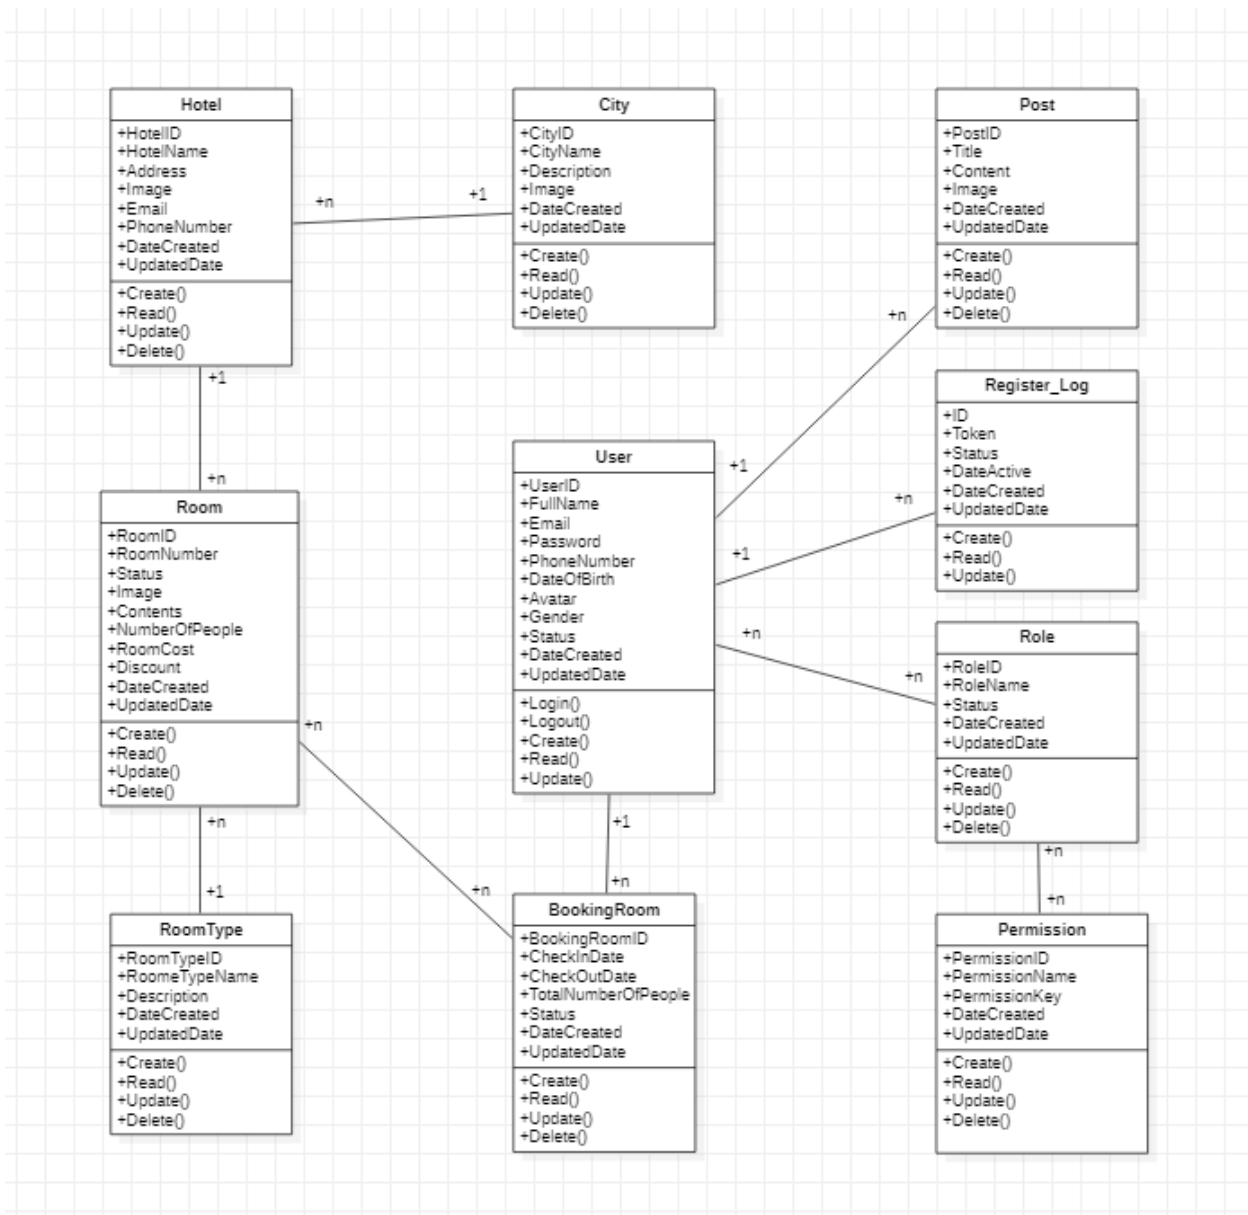 Hotel
+HotelID
+HotelName
+Address
+Image
+Email
+PhoneNumber
+DateCreated
+UpdatedDate
+Create()
+Read()
+Update()
+Delete()
+n
+1
City
+CityID
+CityName
+Description
+Image
+DateCreated
+UpdatedDate
+Create()
+Read()
+Update()
+Delete()
Post
+PostID
+Title
+Content
+Image
+DateCreated
+UpdatedDate
+Create()
+Read()
+Update()
+Delete()
+n
+1
+1
+n
Register_Log
+ID
+Token
+Status
+DateActive
+DateCreated
+UpdatedDate
+Create()
+Read()
+Update()
+n
+1
User
+UserID
+FullName
+Email
+Password
+PhoneNumber
+DateOfBirth
+Avatar
+Gender
+Status
+DateCreated
+UpdatedDate
+Login()
+Logout()
+Create()
+Read()
+Update()
+n
+n
Room
+RoomID
+RoomNumber
+Status
+Image
+Contents
+NumberOfPeople
+RoomCost
+Discount
+DateCreated
+UpdatedDate
+Create()
+Read()
+Update()
+Delete()
+n
+n
Role
+RoleID
+RoleName
+Status
+DateCreated
+UpdatedDate
+Create()
+Read()
+Update()
+Delete()
+n
+1
+1
+n
+n
+n
RoomType
+RoomTypeID
+RoomeTypeName
+Description
+DateCreated
+UpdatedDate
+Create()
+Read()
+Update()
+Delete()
BookingRoom
+BookingRoomID
+CheckInDate
+CheckOutDate
+TotalNumberOfPeople
+Status
+DateCreated
+UpdatedDate
+Create()
+Read()
+Update()
+Delete()
Permission
+PermissionID
+PermissionName
+PermissionKey
+DateCreated
+UpdatedDate
+Create()
+Read()
+Update()
+Delete()